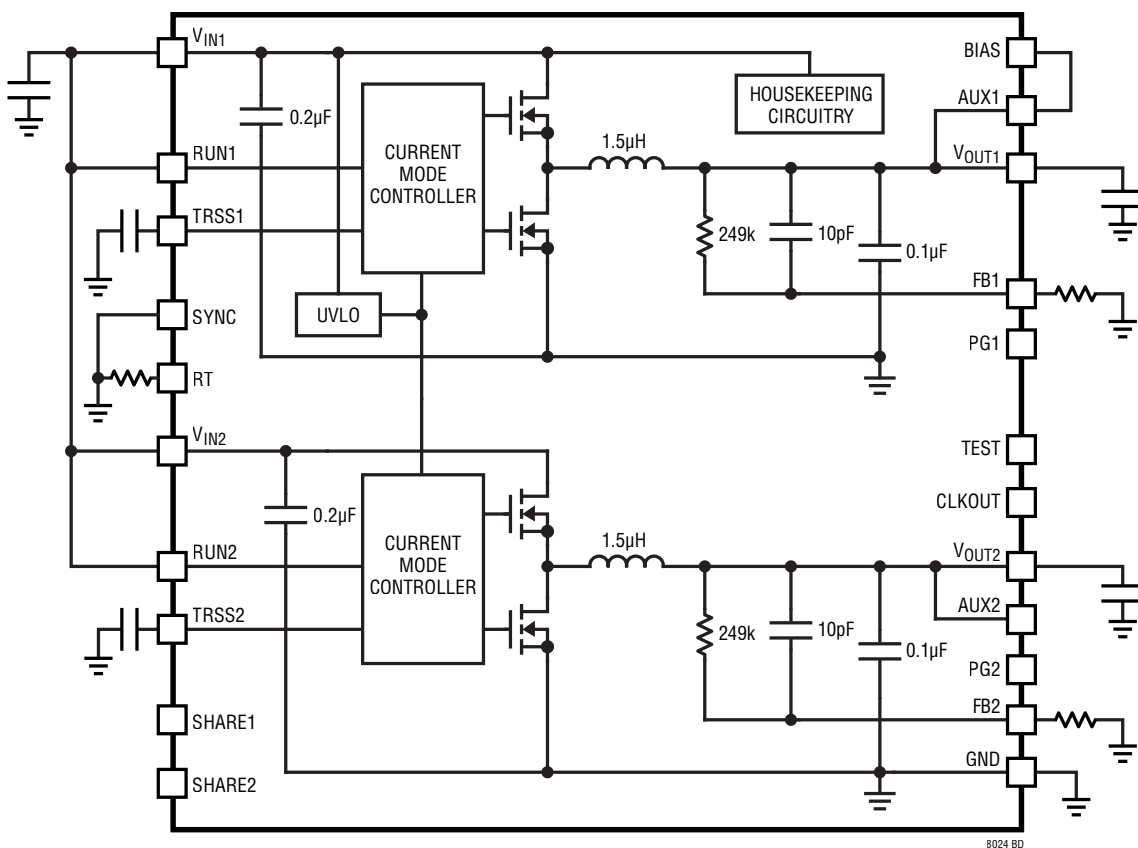 VIN1
BIAS
0.2µF
CURRENT
MODE
CONTROLLER
HOUSEKEEPING
CIRCUITRY
AUX1
RUN1
1.5µH
VOUT1
TRSS1
249k
10pF
0.1µF
FB1
SYNC
UVLO
PG1
RT
VIN2
TEST
0.2µF
CURRENT
MODE
CONTROLLER
CLKOUT
RUN2
1.5µH
VOUT2
TRSS2
249k
10pF
0.1µF
AUX2
PG2
SHARE1
FB2
SHARE2
GND
8024 BD